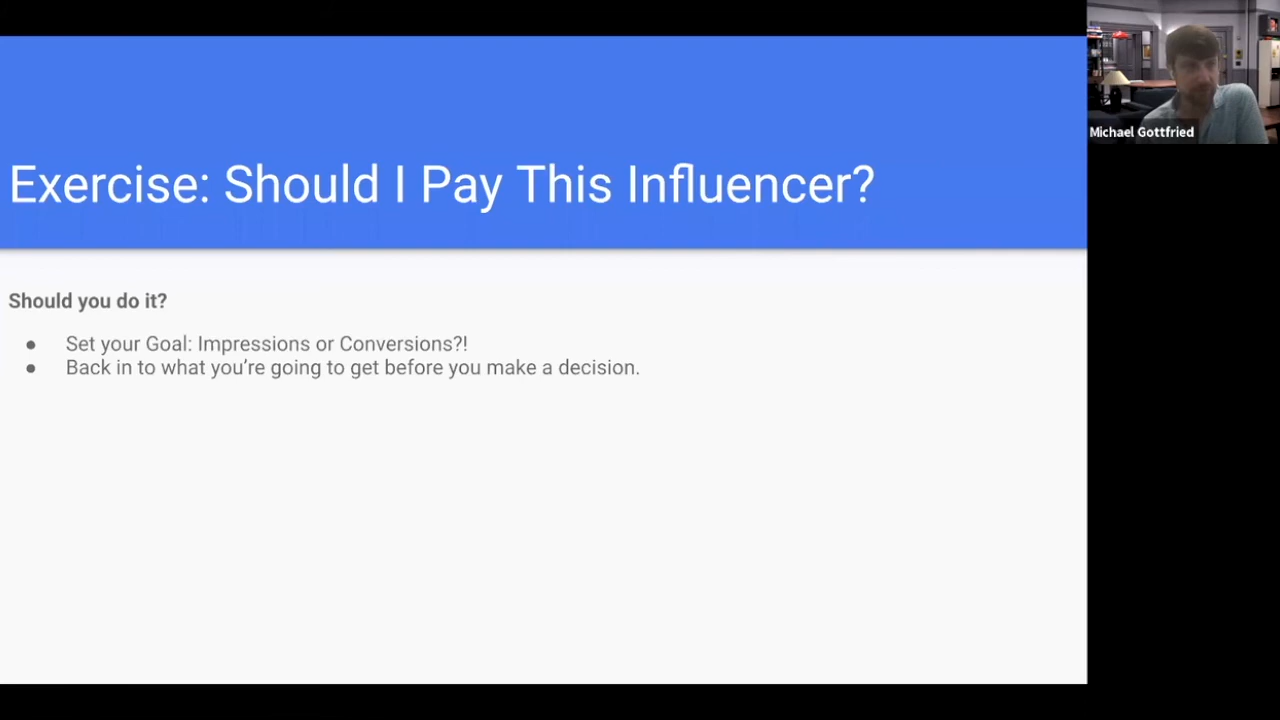 Exercise: Should I Pay This Influencer?
Should you do it?
● Set your Goal: Impressions or Conversions?!
● Back in to what you’re going to get before you make a decision.
Michael Gottfried